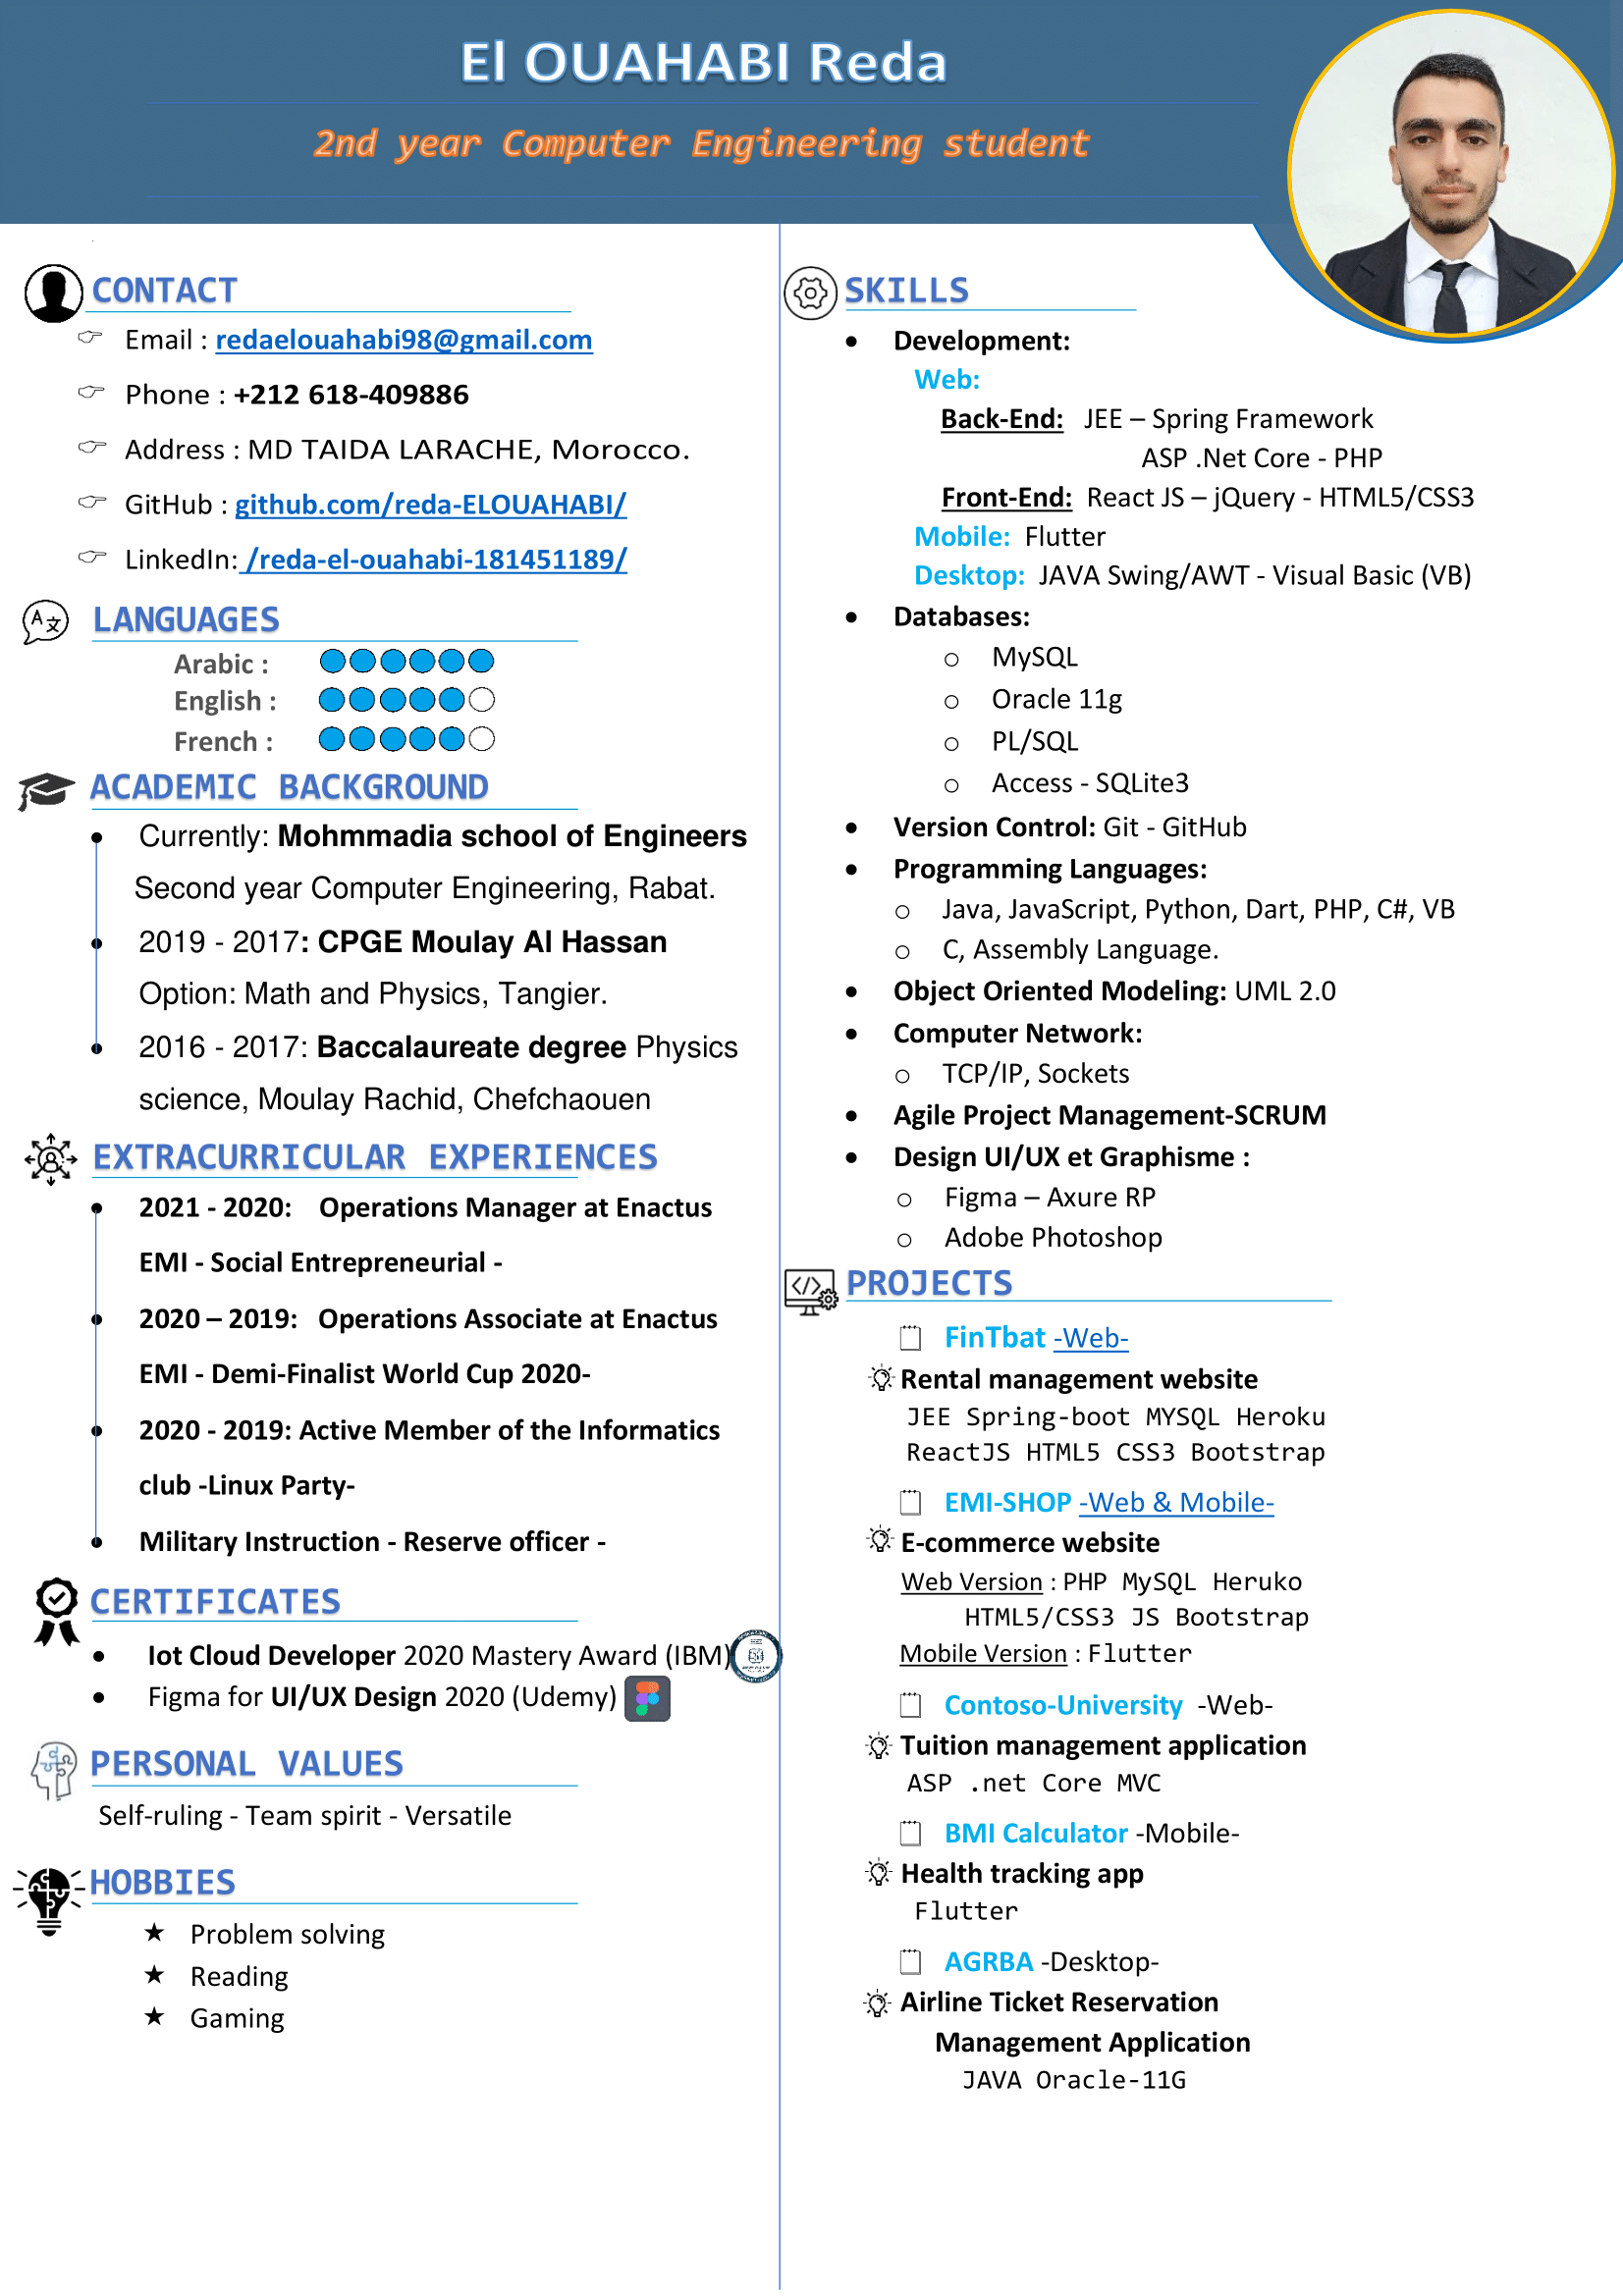 El OUAHABI Reda
2nd year Computer Engineering student
CONTACT
Email : redaelouahabi98@gmail.com
Phone : +212 618-409886
Address : MD TAIDA LARACHE, Morocco.
GitHub : github.com/reda-ELOUAHABI/
LinkedIn: /reda-el-ouahabi-181451189/
LANGUAGES
Arabic :
English :
French :
ACADEMIC BACKGROUND
Currently: Mohmmadia school of Engineers
Second year Computer Engineering, Rabat.
2019 - 2017: CPGE Moulay Al Hassan
Option: Math and Physics, Tangier.
2016 - 2017: Baccalaureate degree Physics
science, Moulay Rachid, Chefchaouen
EXTRACURRICULAR EXPERIENCES
2021 - 2020: Operations Manager at Enactus
EMI - Social Entrepreneurial -
2020 – 2019: Operations Associate at Enactus
EMI - Demi-Finalist World Cup 2020-
2020 - 2019: Active Member of the Informatics
club -Linux Party-
Military Instruction - Reserve officer -
CERTIFICATES
Iot Cloud Developer 2020 Mastery Award (IBM)
Figma for UI/UX Design 2020 (Udemy)
PERSONAL VALUES
Self-ruling - Team spirit - Versatile
HOBBIES
Problem solving
Reading
Gaming
SKILLS
Development:
Web:
Back-End: JEE – Spring Framework
ASP .Net Core - PHP
Front-End: React JS – jQuery - HTML5/CSS3
Mobile: Flutter
Desktop: JAVA Swing/AWT - Visual Basic (VB)
Databases:
MySQL
Oracle 11g
PL/SQL
Access - SQLite3
Version Control: Git - GitHub
Programming Languages:
Java, JavaScript, Python, Dart, PHP, C#, VB
C, Assembly Language.
Object Oriented Modeling: UML 2.0
Computer Network:
TCP/IP, Sockets
Agile Project Management-SCRUM
Design UI/UX et Graphisme :
Figma – Axure RP
Adobe Photoshop
PROJECTS
FinTbat -Web-
Rental management website
JEE Spring-boot MYSQL Heroku
ReactJS HTML5 CSS3 Bootstrap
EMI-SHOP -Web & Mobile-
E-commerce website
Web Version : PHP MySQL Heruko
HTML5/CSS3 JS Bootstrap
Mobile Version : Flutter
Contoso-University -Web-
Tuition management application
ASP .net Core MVC
BMI Calculator -Mobile-
Health tracking app
Flutter
AGRBA -Desktop-
Airline Ticket Reservation
Management Application
JAVA Oracle-11G